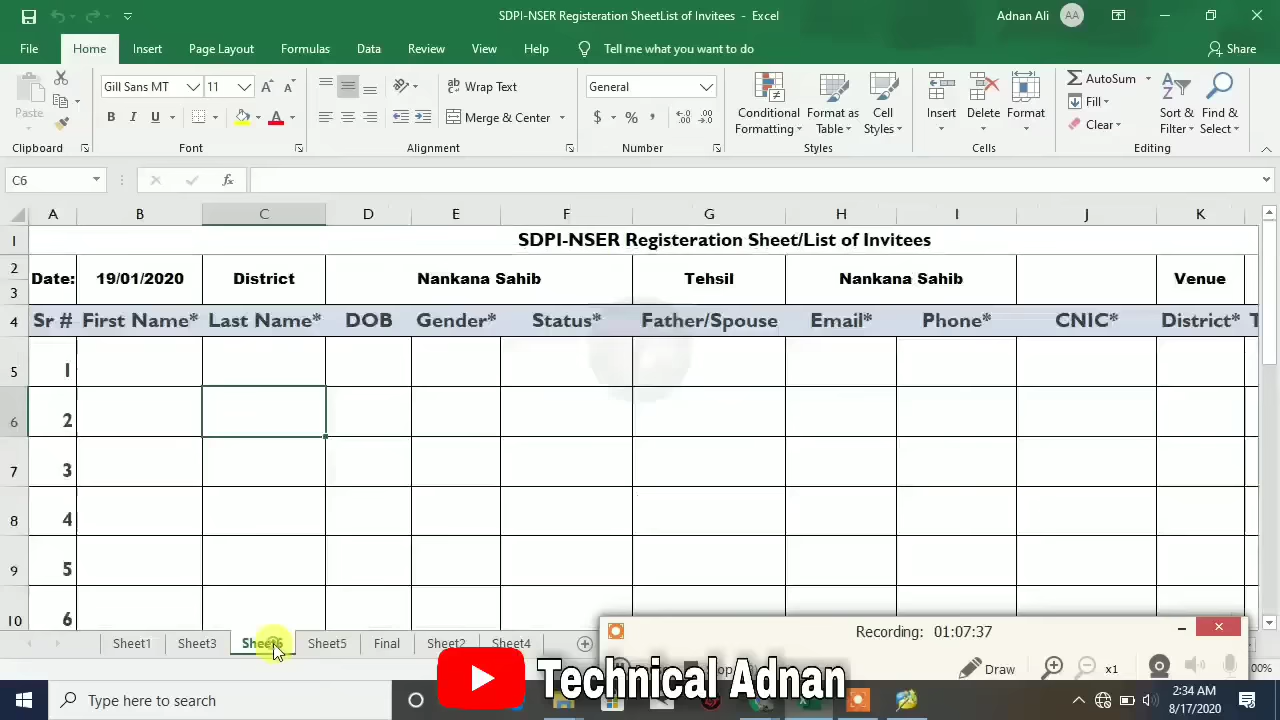 SDPI-NSER Registeration SheetList of Invitees - Excel
Adnan Ali
AA
File Home Insert Page Layout Formulas Data Review View Help Tell me what you want to do Share
Paste
Clipboard
Gill Sans MT 11
B I U A
Font
Wrap Text
Merge & Center
Alignment
General
$ % ,
Number
Conditional Formatting
Format as Table
Cell Styles
Styles
Insert Delete Format
Cells
AutoSum
Fill
Clear
Sort & Filter
Find & Select
Editing
C6
fx
A B C D E F G H I J K
1 SDPI-NSER Registeration Sheet/List of Invitees
2
3
Date: 19/01/2020 District Nankana Sahib Tehsil Nankana Sahib Venue
4 Sr # First Name* Last Name* DOB Gender* Status* Father/Spouse Email* Phone* CNIC* District* T
5 1
6 2
7 3
8 4
9 5
10 6
Sheet1 Sheet3 Sheet6 Sheet5 Final Sheet2 Sheet4
Recording: 01:07:37
Draw x1
00%
Technical Adnan
Type here to search
2:34 AM
8/17/2020